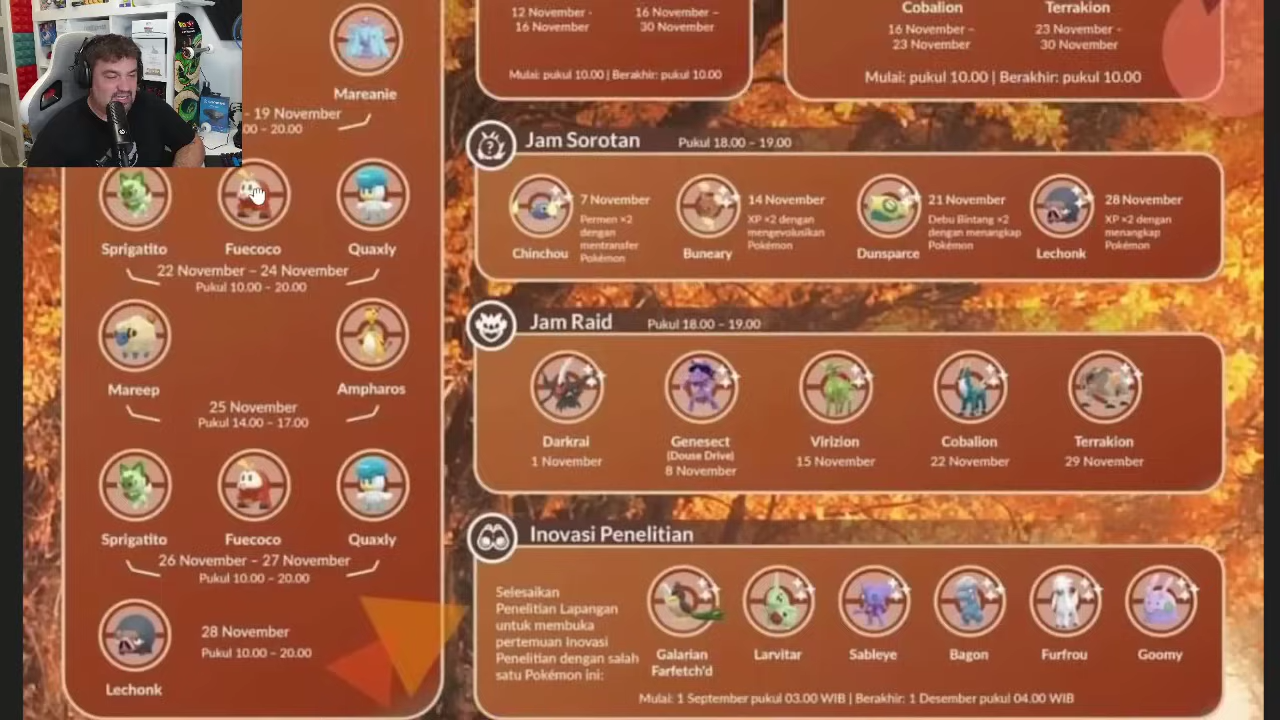 Mareanie
- 19 November
00 – 20.00
Sprigatito
Fuecoco
Quaxly
22 November – 24 November
Pukul 10.00 – 20.00
Mareep
Ampharos
25 November
Pukul 14.00 – 17.00
Sprigatito
Fuecoco
Quaxly
26 November – 27 November
Pukul 10.00 – 20.00
28 November
Pukul 10.00 – 20.00
Lechonk
12 November -
16 November
16 November –
30 November
Mulai: pukul 10.00 | Berakhir: pukul 10.00
Cobalion
16 November –
23 November
Terrakion
23 November -
30 November
Mulai: pukul 10.00 | Berakhir: pukul 10.00
Jam Sorotan
Pukul 18.00 – 19.00
Chinchou
7 November
Permen ×2
dengan
mentransfer
Pokémon
Buneary
14 November
XP ×2 dengan
mengevolusikan
Pokémon
Dunsparce
21 November
Debu Bintang ×2
dengan menangkap
Pokémon
Lechonk
28 November
XP ×2 dengan
menangkap
Pokémon
Jam Raid
Pukul 18.00 – 19.00
Darkrai
1 November
Genesect
(Douse Drive)
8 November
Virizion
15 November
Cobalion
22 November
Terrakion
29 November
Inovasi Penelitian
Selesaikan
Penelitian Lapangan
untuk membuka
pertemuan Inovasi
Penelitian dengan salah
satu Pokémon ini:
Galarian
Farfetch'd
Larvitar
Sableye
Bagon
Furfrou
Goomy
Mulai: 1 September pukul 03.00 WIB | Berakhir: 1 Desember pukul 04.00 WIB